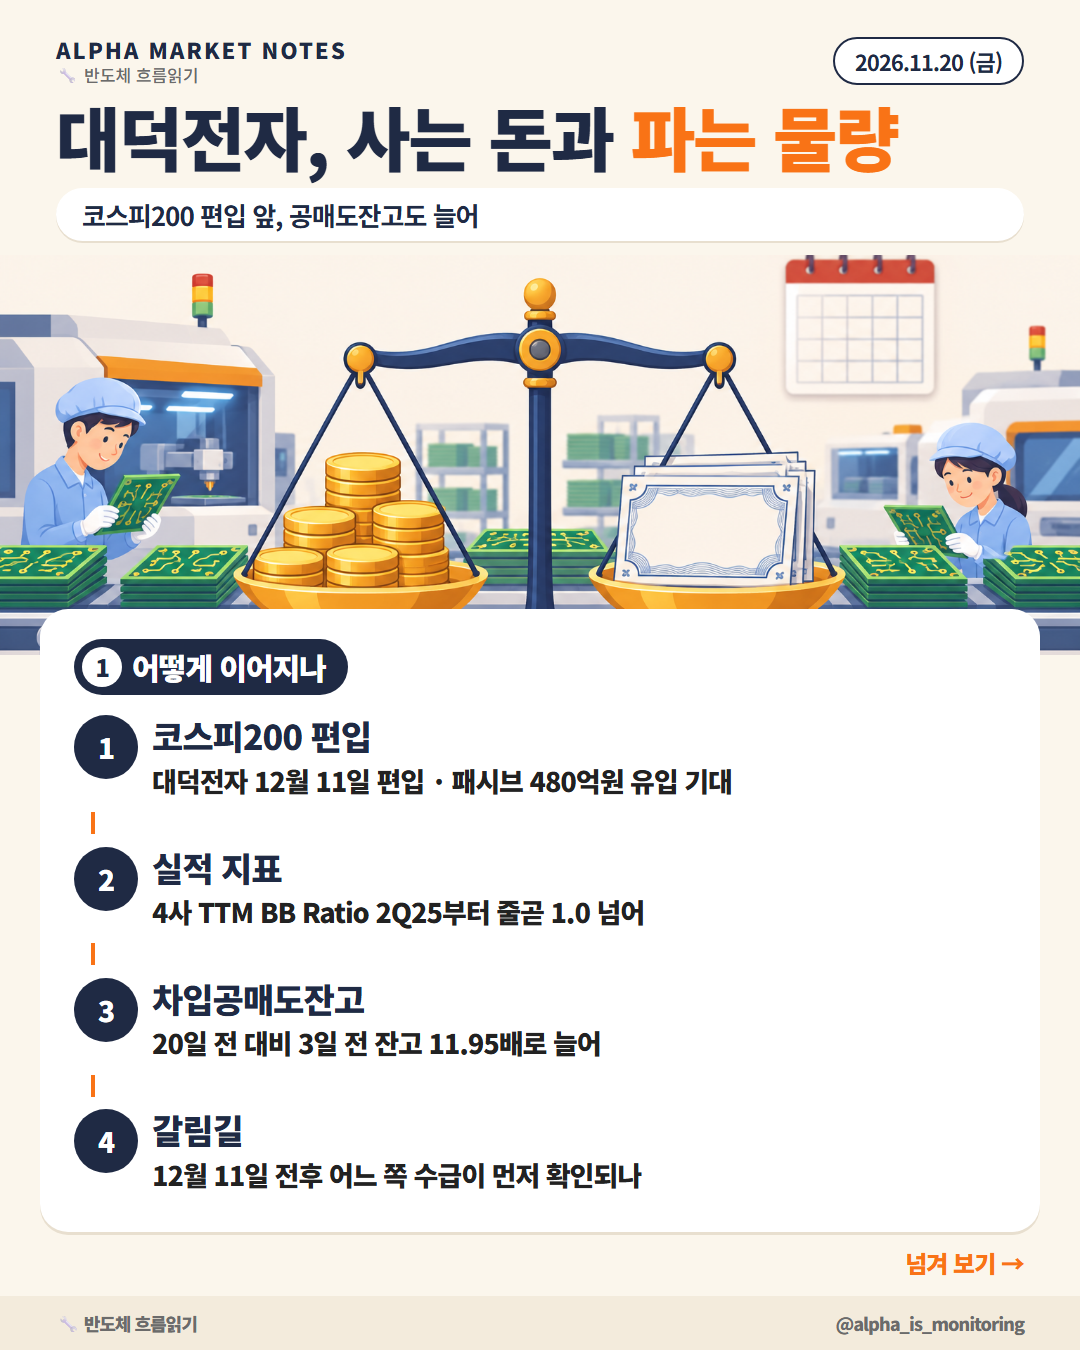 ALPHA MARKET NOTES
🔧 반도체 흐름읽기
2026.11.20 (금)
대덕전자, 사는 돈과 파는 물량
코스피200 편입 앞, 공매도잔고도 늘어
1 어떻게 이어지나
1 코스피200 편입
대덕전자 12월 11일 편입 · 패시브 480억원 유입 기대
2 실적 지표
4사 TTM BB Ratio 2Q25부터 줄곧 1.0 넘어
3 차입공매도잔고
20일 전 대비 3일 전 잔고 11.95배로 늘어
4 갈림길
12월 11일 전후 어느 쪽 수급이 먼저 확인되나
넘겨 보기 →
🔧 반도체 흐름읽기
@alpha_is_monitoring